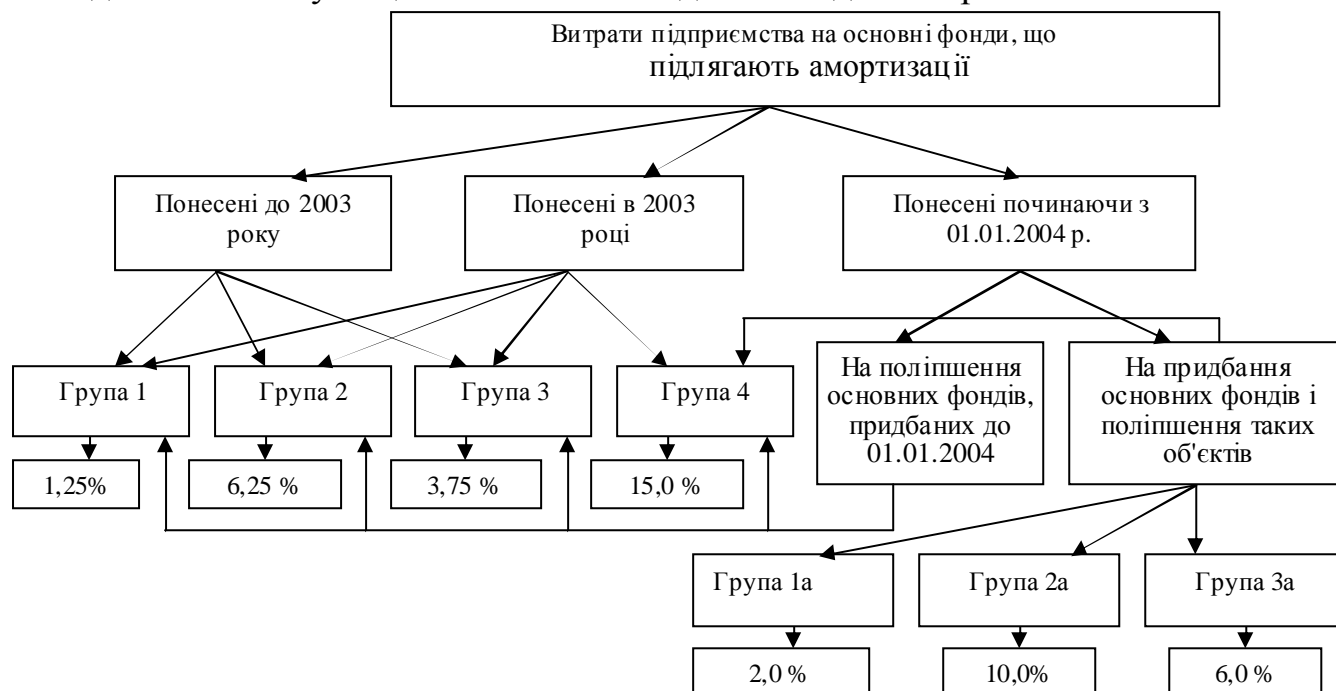 Витрати підприємства на основні фонди, що
підлягають амортизації
Понесені до 2003
року
Понесені в 2003
році
Понесені починаючи з
01.01.2004 р.
Група 1
Група 2
Група 3
Група 4
На поліпшення
основних фондів,
придбаних до
01.01.2004
На придбання
основних фондів і
поліпшення таких
об'єктів
1,25%
6,25 %
3,75 %
15,0 %
Група 1а
Група 2а
Група 3а
2,0 %
10,0%
6,0 %